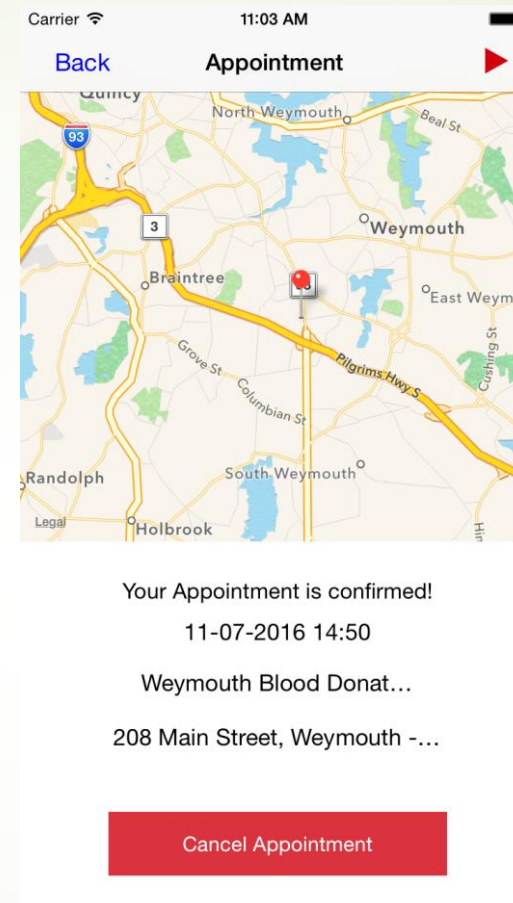 Carrier 11:03 AM
Back Appointment
Quincy
North Weymouth
Beal St
93
3
Weymouth
Braintree
East Weym
Cushing St
Pilgrims Hwy S
Grove St
Columbian St
Randolph
South Weymouth
Legal
Holbrook
Hin
Your Appointment is confirmed!
11-07-2016 14:50
Weymouth Blood Donat...
208 Main Street, Weymouth -...
Cancel Appointment